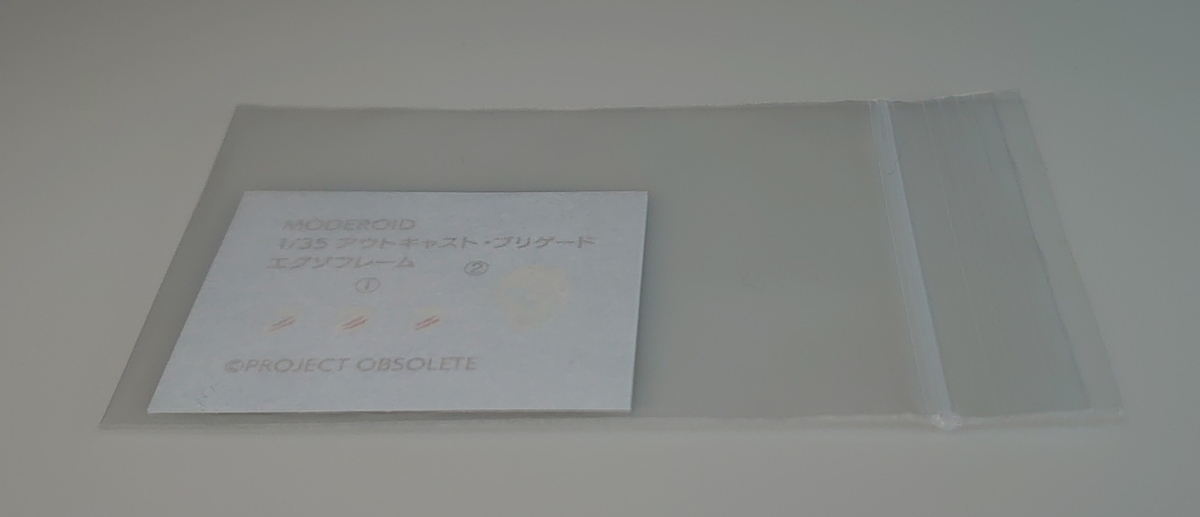 MODEROID
1/35 アウトキャスト・ブリゲード
エグゾフレーム ②
①
©PROJECT OBSOLETE